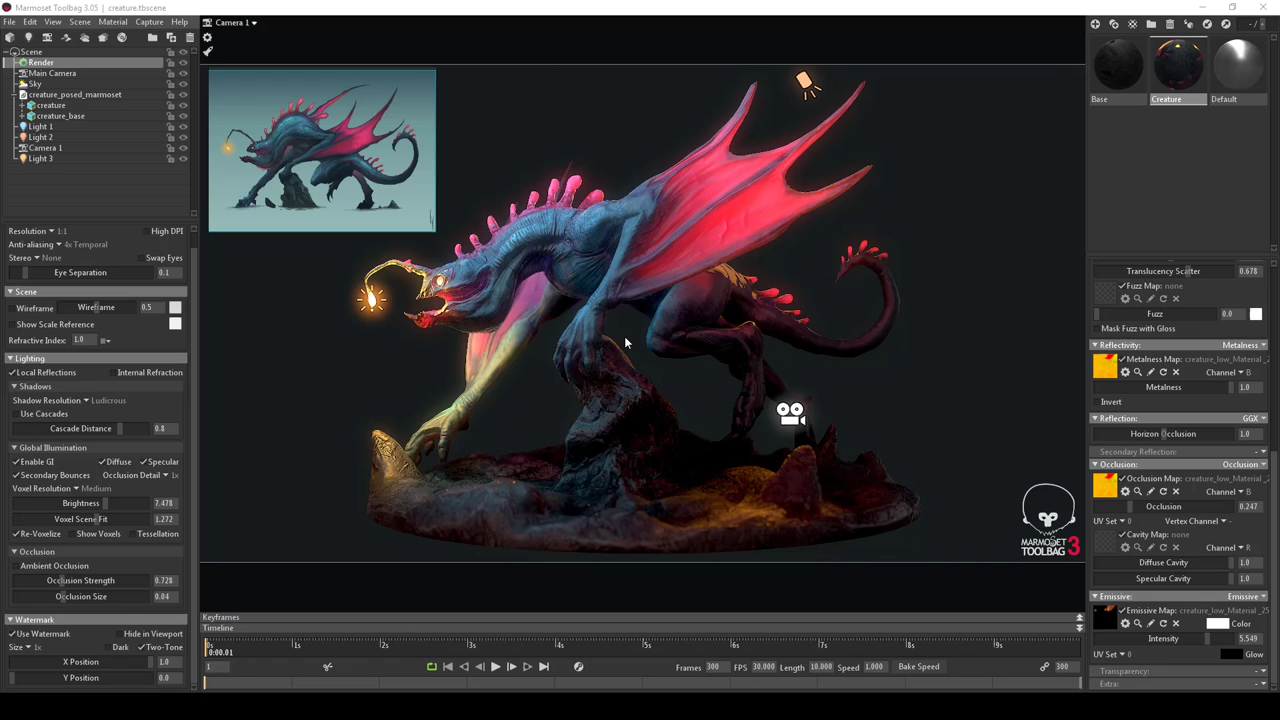 Marmoset Toolbag 3.05 | creature.tbscene
File Edit View Scene Material Capture Help
Camera 1
Scene
Render
Main Camera
Sky
creature_posed_marmoset
creature
creature_base
Light 1
Light 2
Camera 1
Light 3
Resolution 1:1 High DPI
Anti-aliasing 4x Temporal
Stereo None Swap Eyes
Eye Separation 0.1
Scene
Wireframe Wireframe 0.5
Show Scale Reference
Refractive Index: 1.0
Lighting
Local Reflections Internal Refraction
Shadows
Shadow Resolution Ludicrous
Use Cascades
Cascade Distance 0.8
Global Illumination
Enable GI Diffuse Specular
Secondary Bounces Occlusion Detail 1x
Voxel Resolution Medium
Brightness 7.478
Voxel Scene Fit 1.272
Re-Voxelize Show Voxels Tessellation
Occlusion
Ambient Occlusion
Occlusion Strength 0.728
Occlusion Size 0.04
Watermark
Use Watermark Hide in Viewport
Size 1x Dark Two-Tone
X Position 1.0
Y Position 0.0
MARMOSET
TOOLBAG 3
Keyframes
Timeline
0s 1s 2s 3s 4s 5s 6s 7s 8s 9s
0:00.01
1 Frames 300 FPS 30.000 Length 10.000 Speed 1.000 Bake Speed 300
Base Creature Default
Translucency Scatter 0.678
Fuzz Map: none
Fuzz 0.0
Mask Fuzz with Gloss
Reflectivity: Metalness
Metalness Map: creature_low_Material_2
Channel B
Metalness 1.0
Invert
Reflection: GGX
Horizon Occlusion 1.0
Secondary Reflection:
Occlusion: Occlusion
Occlusion Map: creature_low_Material_2
Channel B
Occlusion 0.247
UV Set 0 Vertex Channel -
Cavity Map: none
Channel R
Diffuse Cavity 1.0
Specular Cavity 1.0
Emissive: Emissive
Emissive Map: creature_low_Material_25
Color
Intensity 5.549
UV Set 0 Glow
Transparency:
Extra: